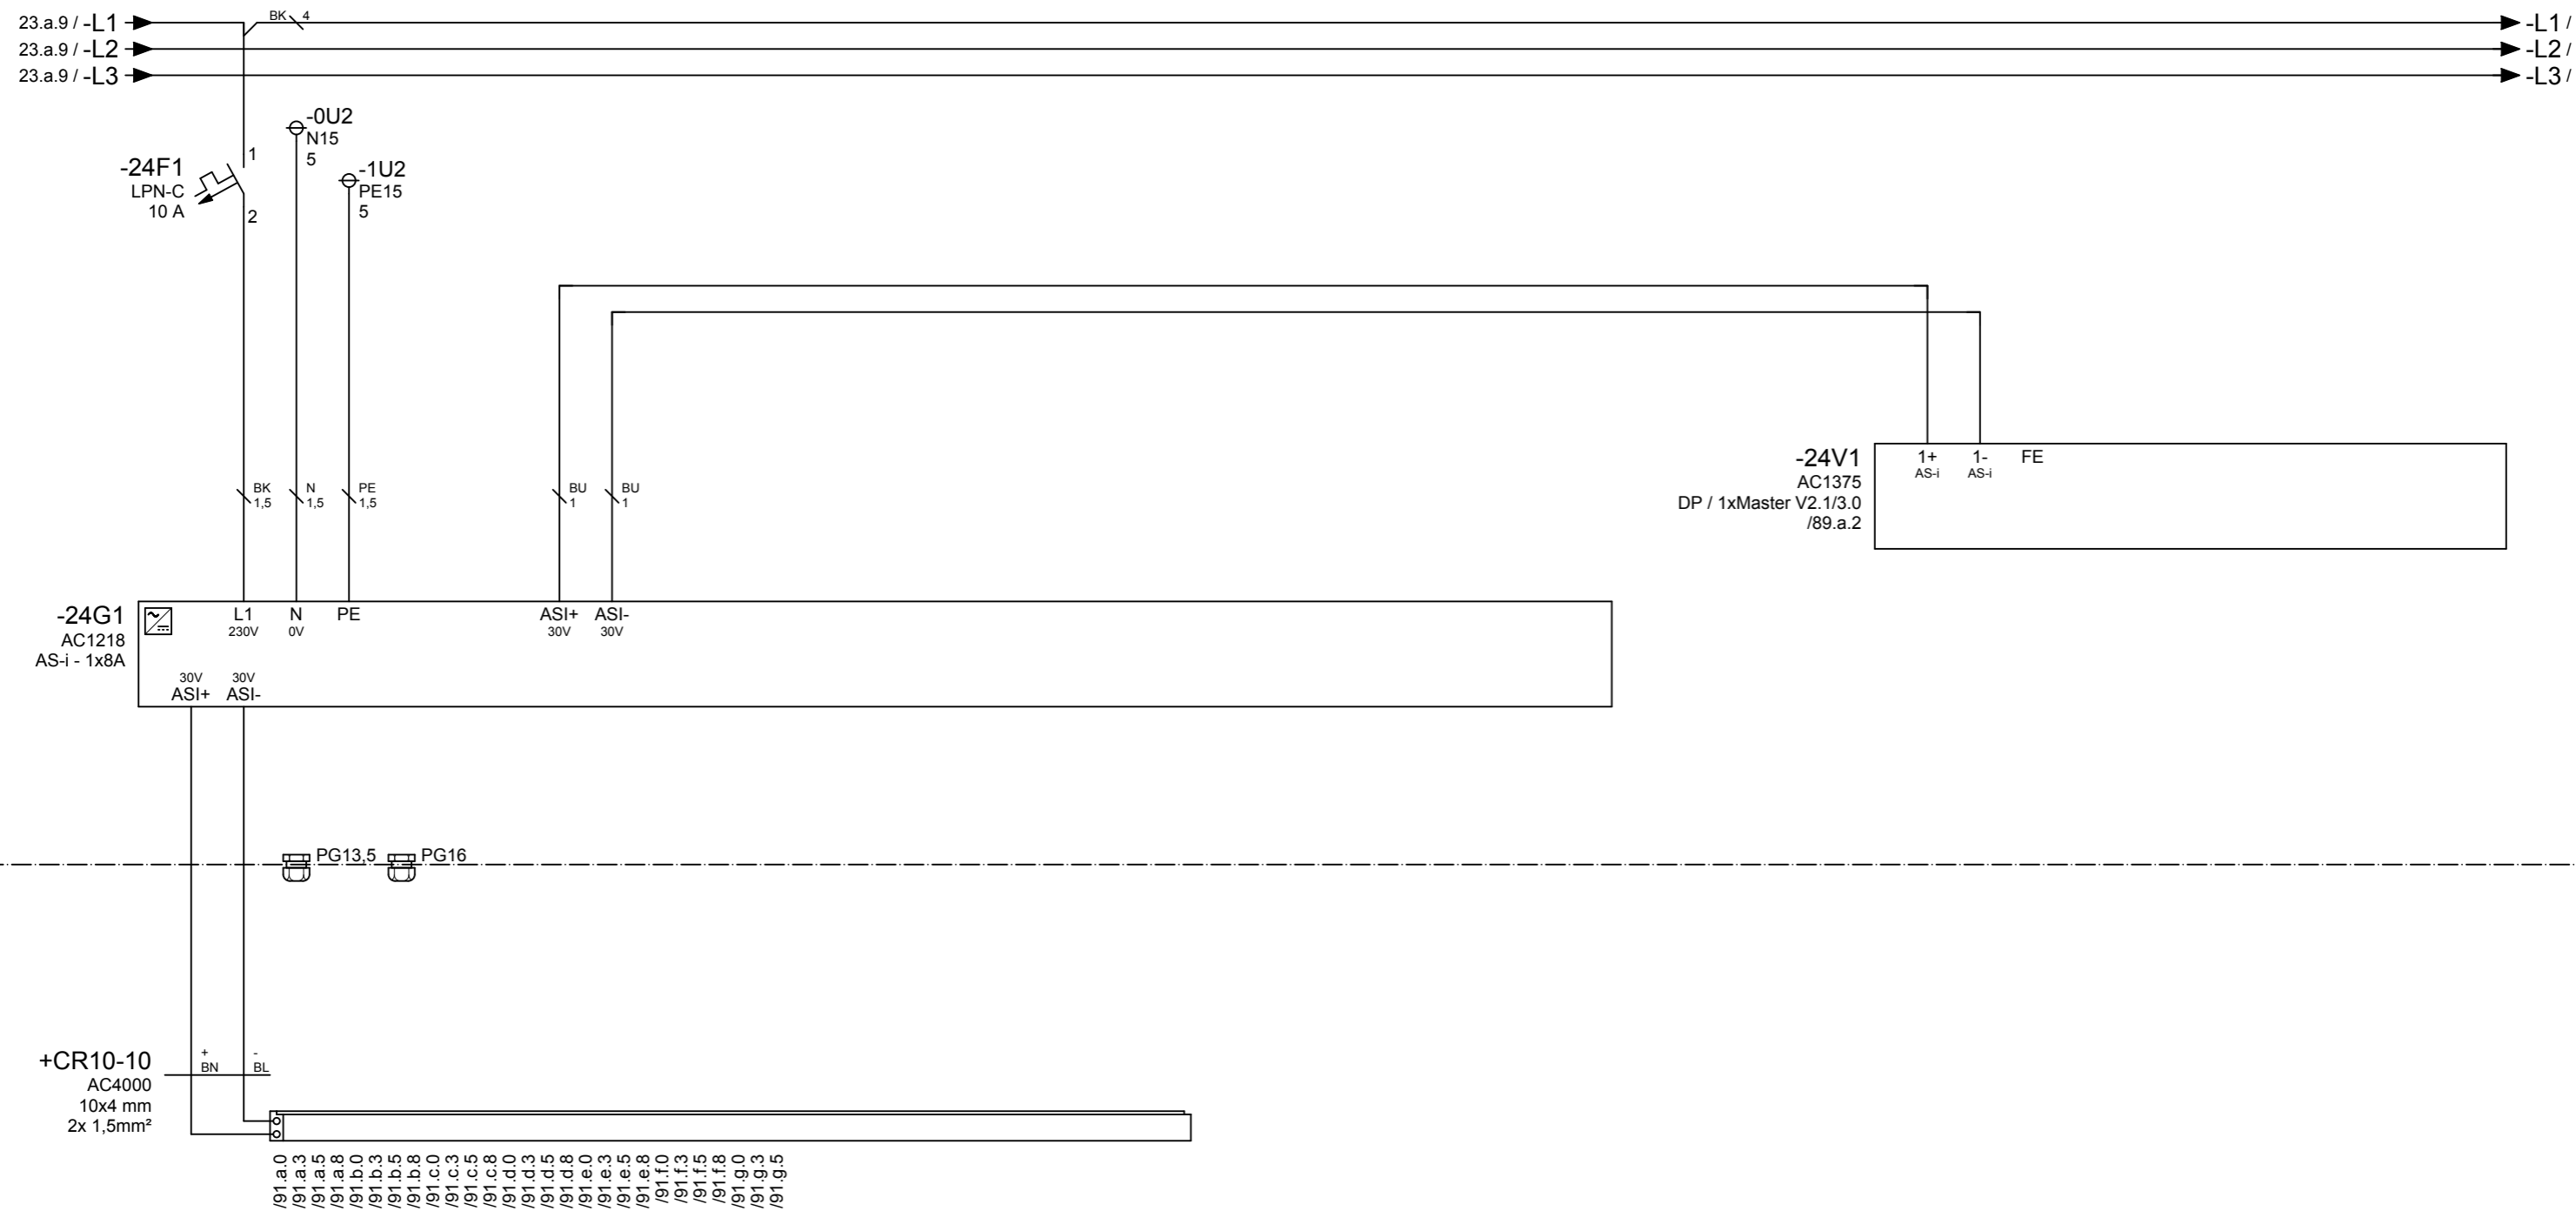 23.a.9 / -L1
BK 4
-L1 /
23.a.9 / -L2
-L2 /
23.a.9 / -L3
-L3 /
-0U2
N15
5
-24F1
LPN-C
10 A
1
2
-1U2
PE15
5
BK
1,5
N
1,5
PE
1,5
BU
1
BU
1
-24V1
AC1375
DP / 1xMaster V2.1/3.0
/89.a.2
1+
AS-i
1-
AS-i
FE
-24G1
AC1218
AS-i - 1x8A
L1
230V
N
0V
PE
ASI+
30V
ASI-
30V
30V
ASI+
30V
ASI-
PG13,5
PG16
+CR10-10
AC4000
10x4 mm
2x 1,5mm²
+
BN
-
BL
/91.a.0
/91.a.3
/91.a.5
/91.a.8
/91.b.0
/91.b.3
/91.b.5
/91.b.8
/91.c.0
/91.c.3
/91.c.5
/91.c.8
/91.d.0
/91.d.3
/91.d.5
/91.d.8
/91.e.0
/91.e.3
/91.e.5
/91.e.8
/91.f.0
/91.f.3
/91.f.5
/91.f.8
/91.g.0
/91.g.3
/91.g.5